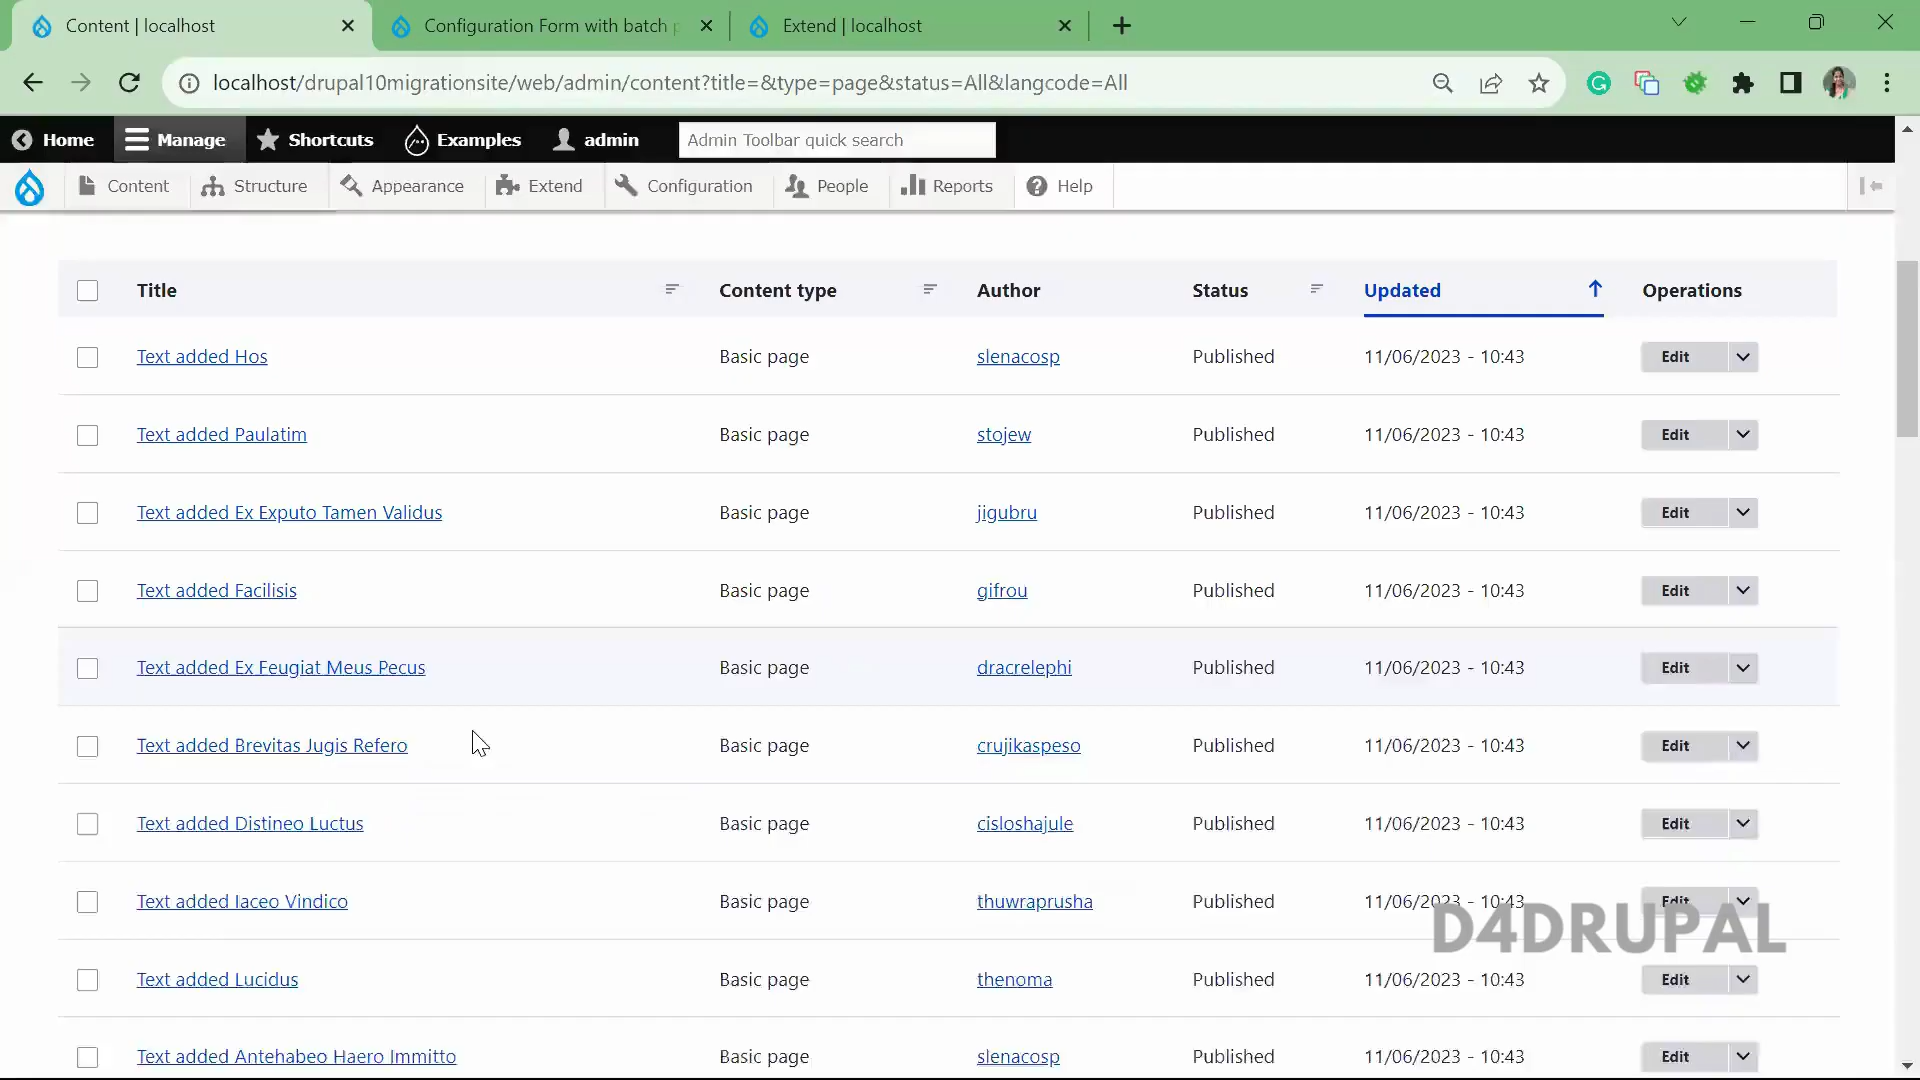 Content | localhost
Configuration Form with batch p
Extend | localhost
localhost/drupal10migrationsite/web/admin/content?title=&type=page&status=All&langcode=All
Home Manage Shortcuts Examples admin Admin Toolbar quick search
Content Structure Appearance Extend Configuration People Reports Help
Title Content type Author Status Updated Operations
Text added Hos Basic page slenacosp Published 11/06/2023 - 10:43 Edit
Text added Paulatim Basic page stojew Published 11/06/2023 - 10:43 Edit
Text added Ex Exputo Tamen Validus Basic page jigubru Published 11/06/2023 - 10:43 Edit
Text added Facilisis Basic page gifrou Published 11/06/2023 - 10:43 Edit
Text added Ex Feugiat Meus Pecus Basic page dracrelephi Published 11/06/2023 - 10:43 Edit
Text added Brevitas Jugis Refero Basic page crujikaspeso Published 11/06/2023 - 10:43 Edit
Text added Distineo Luctus Basic page cisloshajule Published 11/06/2023 - 10:43 Edit
Text added Iaceo Vindico Basic page thuwraprusha Published 11/06/2023 - 10:43 Edit
D4DRUPAL
Text added Lucidus Basic page thenoma Published 11/06/2023 - 10:43 Edit
Text added Antehabeo Haero Immitto Basic page slenacosp Published 11/06/2023 - 10:43 Edit